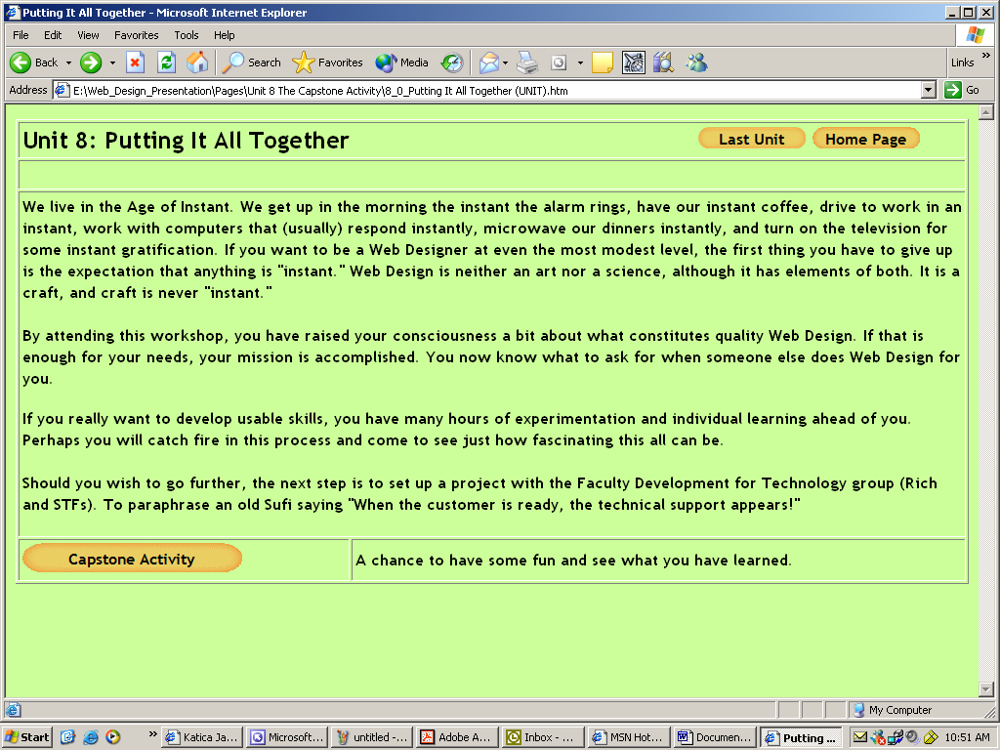 Putting It All Together - Microsoft Internet Explorer
File Edit View Favorites Tools Help
Back Search Favorites Media Links »
Address E:\Web_Design_Presentation\Pages\Unit 8 The Capstone Activity\8_0_Putting It All Together (UNIT).htm Go
Unit 8: Putting It All Together Last Unit Home Page
We live in the Age of Instant. We get up in the morning the instant the alarm rings, have our instant coffee, drive to work in an
instant, work with computers that (usually) respond instantly, microwave our dinners instantly, and turn on the television for
some instant gratification. If you want to be a Web Designer at even the most modest level, the first thing you have to give up
is the expectation that anything is "instant." Web Design is neither an art nor a science, although it has elements of both. It is a
craft, and craft is never "instant."
By attending this workshop, you have raised your consciousness a bit about what constitutes quality Web Design. If that is
enough for your needs, your mission is accomplished. You now know what to ask for when someone else does Web Design for
you.
If you really want to develop usable skills, you have many hours of experimentation and individual learning ahead of you.
Perhaps you will catch fire in this process and come to see just how fascinating this all can be.
Should you wish to go further, the next step is to set up a project with the Faculty Development for Technology group (Rich
and STFs). To paraphrase an old Sufi saying "When the customer is ready, the technical support appears!"
Capstone Activity A chance to have some fun and see what you have learned.
My Computer
Start » Katica Ja... Microsoft... untitled -... Adobe A... Inbox - ... MSN Hot... Documen... Putting ... 10:51 AM